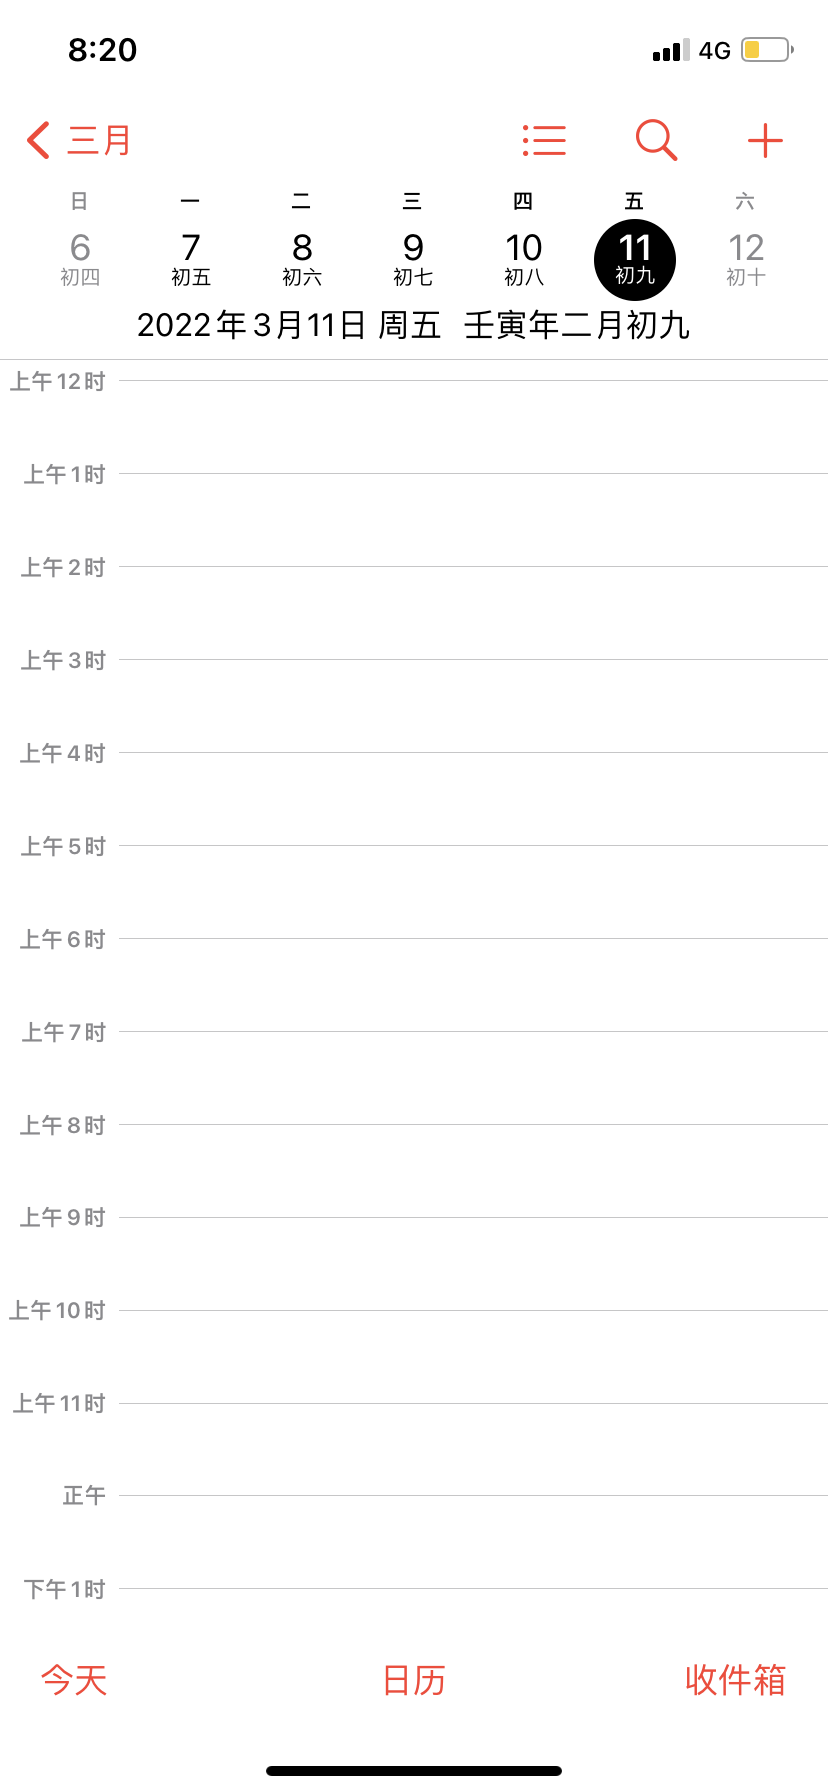 8:20 4G
三月
日 一 二 三 四 五 六
6 7 8 9 10 11 12
初四 初五 初六 初七 初八 初九 初十
2022年3月11日 周五 壬寅年二月初九
上午12时
上午1时
上午2时
上午3时
上午4时
上午5时
上午6时
上午7时
上午8时
上午9时
上午10时
上午11时
正午
下午1时
今天 日历 收件箱